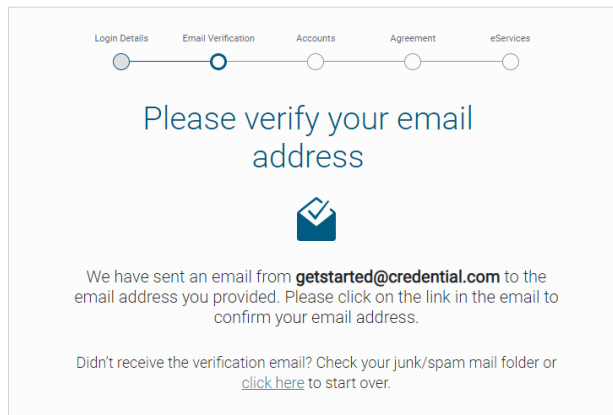 Login Details Email Verification Accounts Agreement eServices
Please verify your email
address
We have sent an email from getstarted@credential.com to the
email address you provided. Please click on the link in the email to
confirm your email address.
Didn't receive the verification email? Check your junk/spam mail folder or
click here to start over.